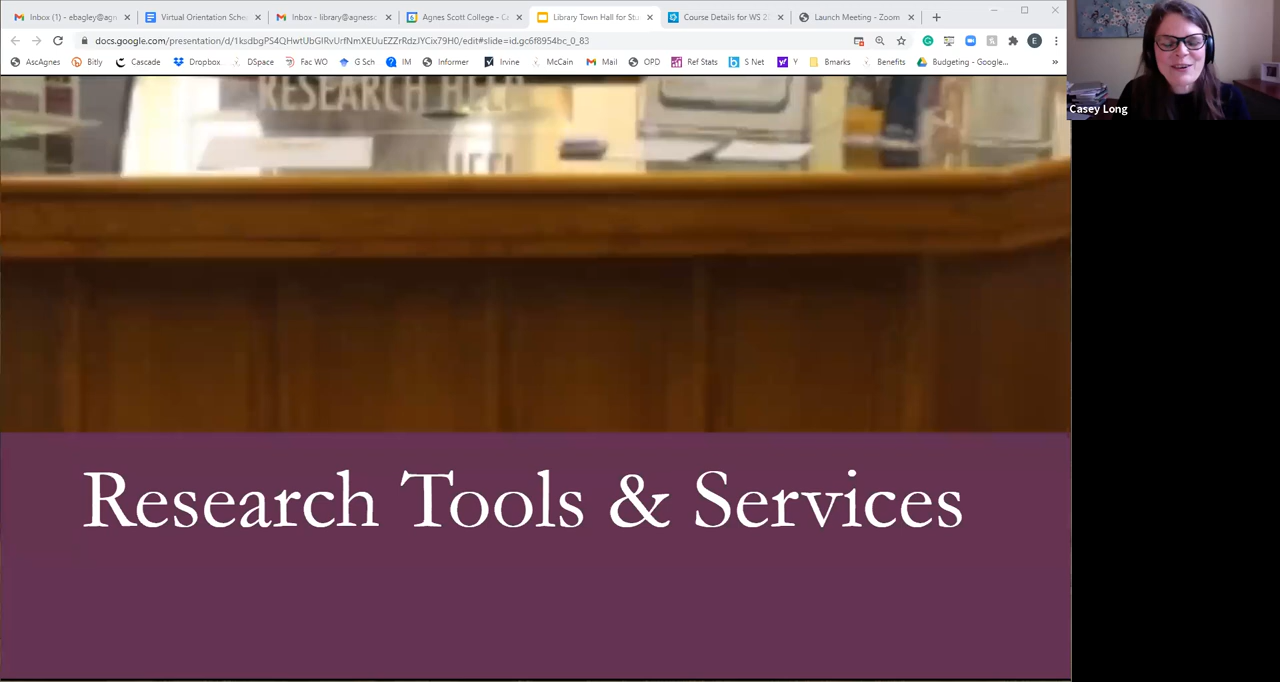 Inbox (1) - ebagley@agn
Virtual Orientation Sche
Inbox - library@agnessc
Agnes Scott College - Ca
Library Town Hall for Stu
Course Details for WS 2
Launch Meeting - Zoom
docs.google.com/presentation/d/1ksdbgPS4QHwtUbGIRvUrfNmXEUuEZZrRdzJYCix79H0/edit#slide=id.gc6f8954bc_0_83
E
AscAgnes
Bitly
Cascade
Dropbox
DSpace
Fac WO
G Sch
IM
Informer
Irvine
McCain
Mail
OPD
Ref Stats
S Net
Y
Bmarks
Benefits
Budgeting - Google...
Casey Long
RESEARCH HELP
Research Tools & Services